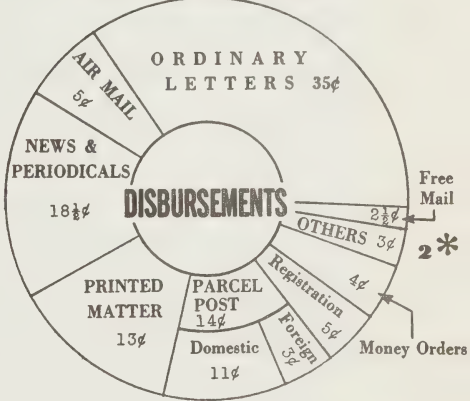 ORDINARY
LETTERS 35¢
AIR MAIL
5¢
NEWS &
PERIODICALS
18½¢
DISBURSEMENTS
Free
Mail
2½¢
OTHERS 3¢
2*
4¢
Money Orders
Registration
5¢
PARCEL
POST
14¢
Foreign
3¢
Domestic
11¢
PRINTED
MATTER
13¢